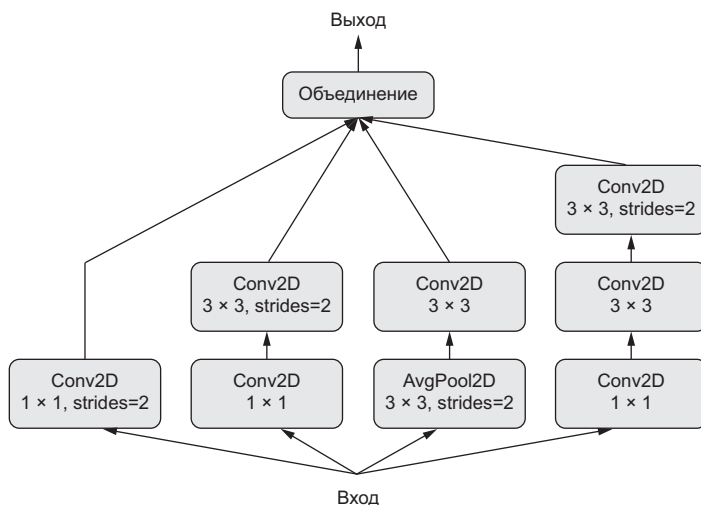 Выход
Объединение
Conv2D
3 × 3, strides=2
Conv2D
3 × 3, strides=2
Conv2D
3 × 3
Conv2D
3 × 3
Conv2D
1 × 1, strides=2
Conv2D
1 × 1
AvgPool2D
3 × 3, strides=2
Conv2D
1 × 1
Вход